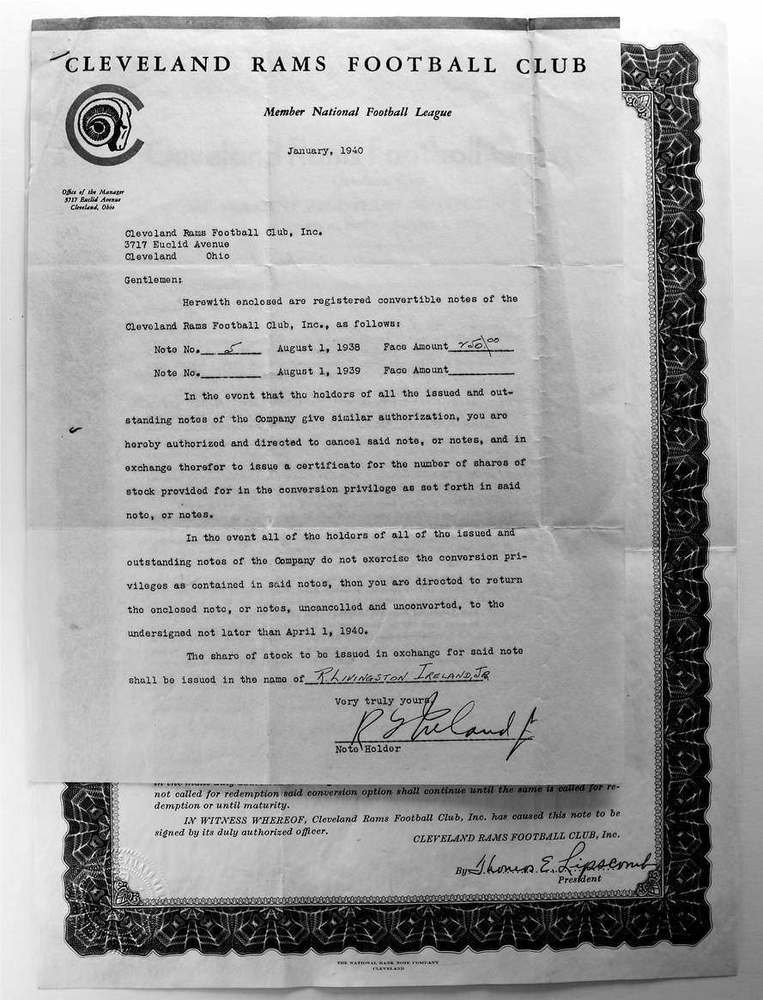 CLEVELAND RAMS FOOTBALL CLUB
Member National Football League
January, 1940
Office of the Manager
3717 Euclid Avenue
Cleveland, Ohio
Cleveland Rams Football Club, Inc.
3717 Euclid Avenue
Cleveland Ohio
Gentlemen:
Herewith enclosed are registered convertible notes of the
Cleveland Rams Football Club, Inc., as follows:
Note No. 5 August 1, 1938 Face Amount 250.00
Note No. August 1, 1939 Face Amount
In the event that the holders of all the issued and out-
standing notes of the Company give similar authorization, you are
hereby authorized and directed to cancel said note, or notes, and in
exchange therefor to issue a certificate for the number of shares of
stock provided for in the conversion privilege as set forth in said
note, or notes.
In the event all of the holders of all of the issued and
outstanding notes of the Company do not exercise the conversion pri-
vileges as contained in said notes, then you are directed to return
the enclosed note, or notes, uncancelled and unconverted, to the
undersigned not later than April 1, 1940.
The share of stock to be issued in exchange for said note
shall be issued in the name of R. LIVINGSTON IRELAND, JR
Very truly yours,
R L Ireland Jr
Note Holder
not called for redemption said conversion option shall continue until the same is called for re-
demption or until maturity.
IN WITNESS WHEREOF, Cleveland Rams Football Club, Inc. has caused this note to be
signed by its duly authorized officer.
CLEVELAND RAMS FOOTBALL CLUB, Inc.
By Thomas E. Lipscomb
President
THE NATIONAL BANK NOTE COMPANY
CLEVELAND